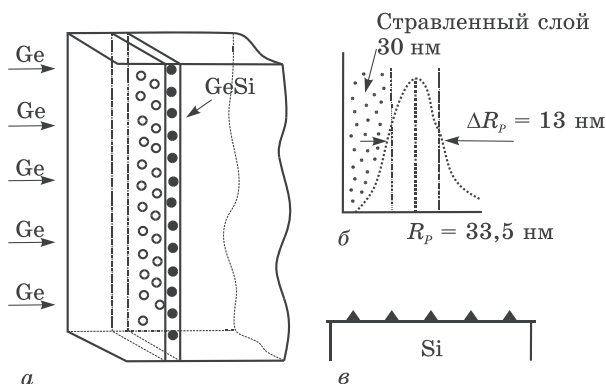 Ge
Ge
Ge
Ge
Ge
GeSi
а
Стравленный слой
30 нм
ΔR_P = 13 нм
R_P = 33,5 нм
б
Si
в